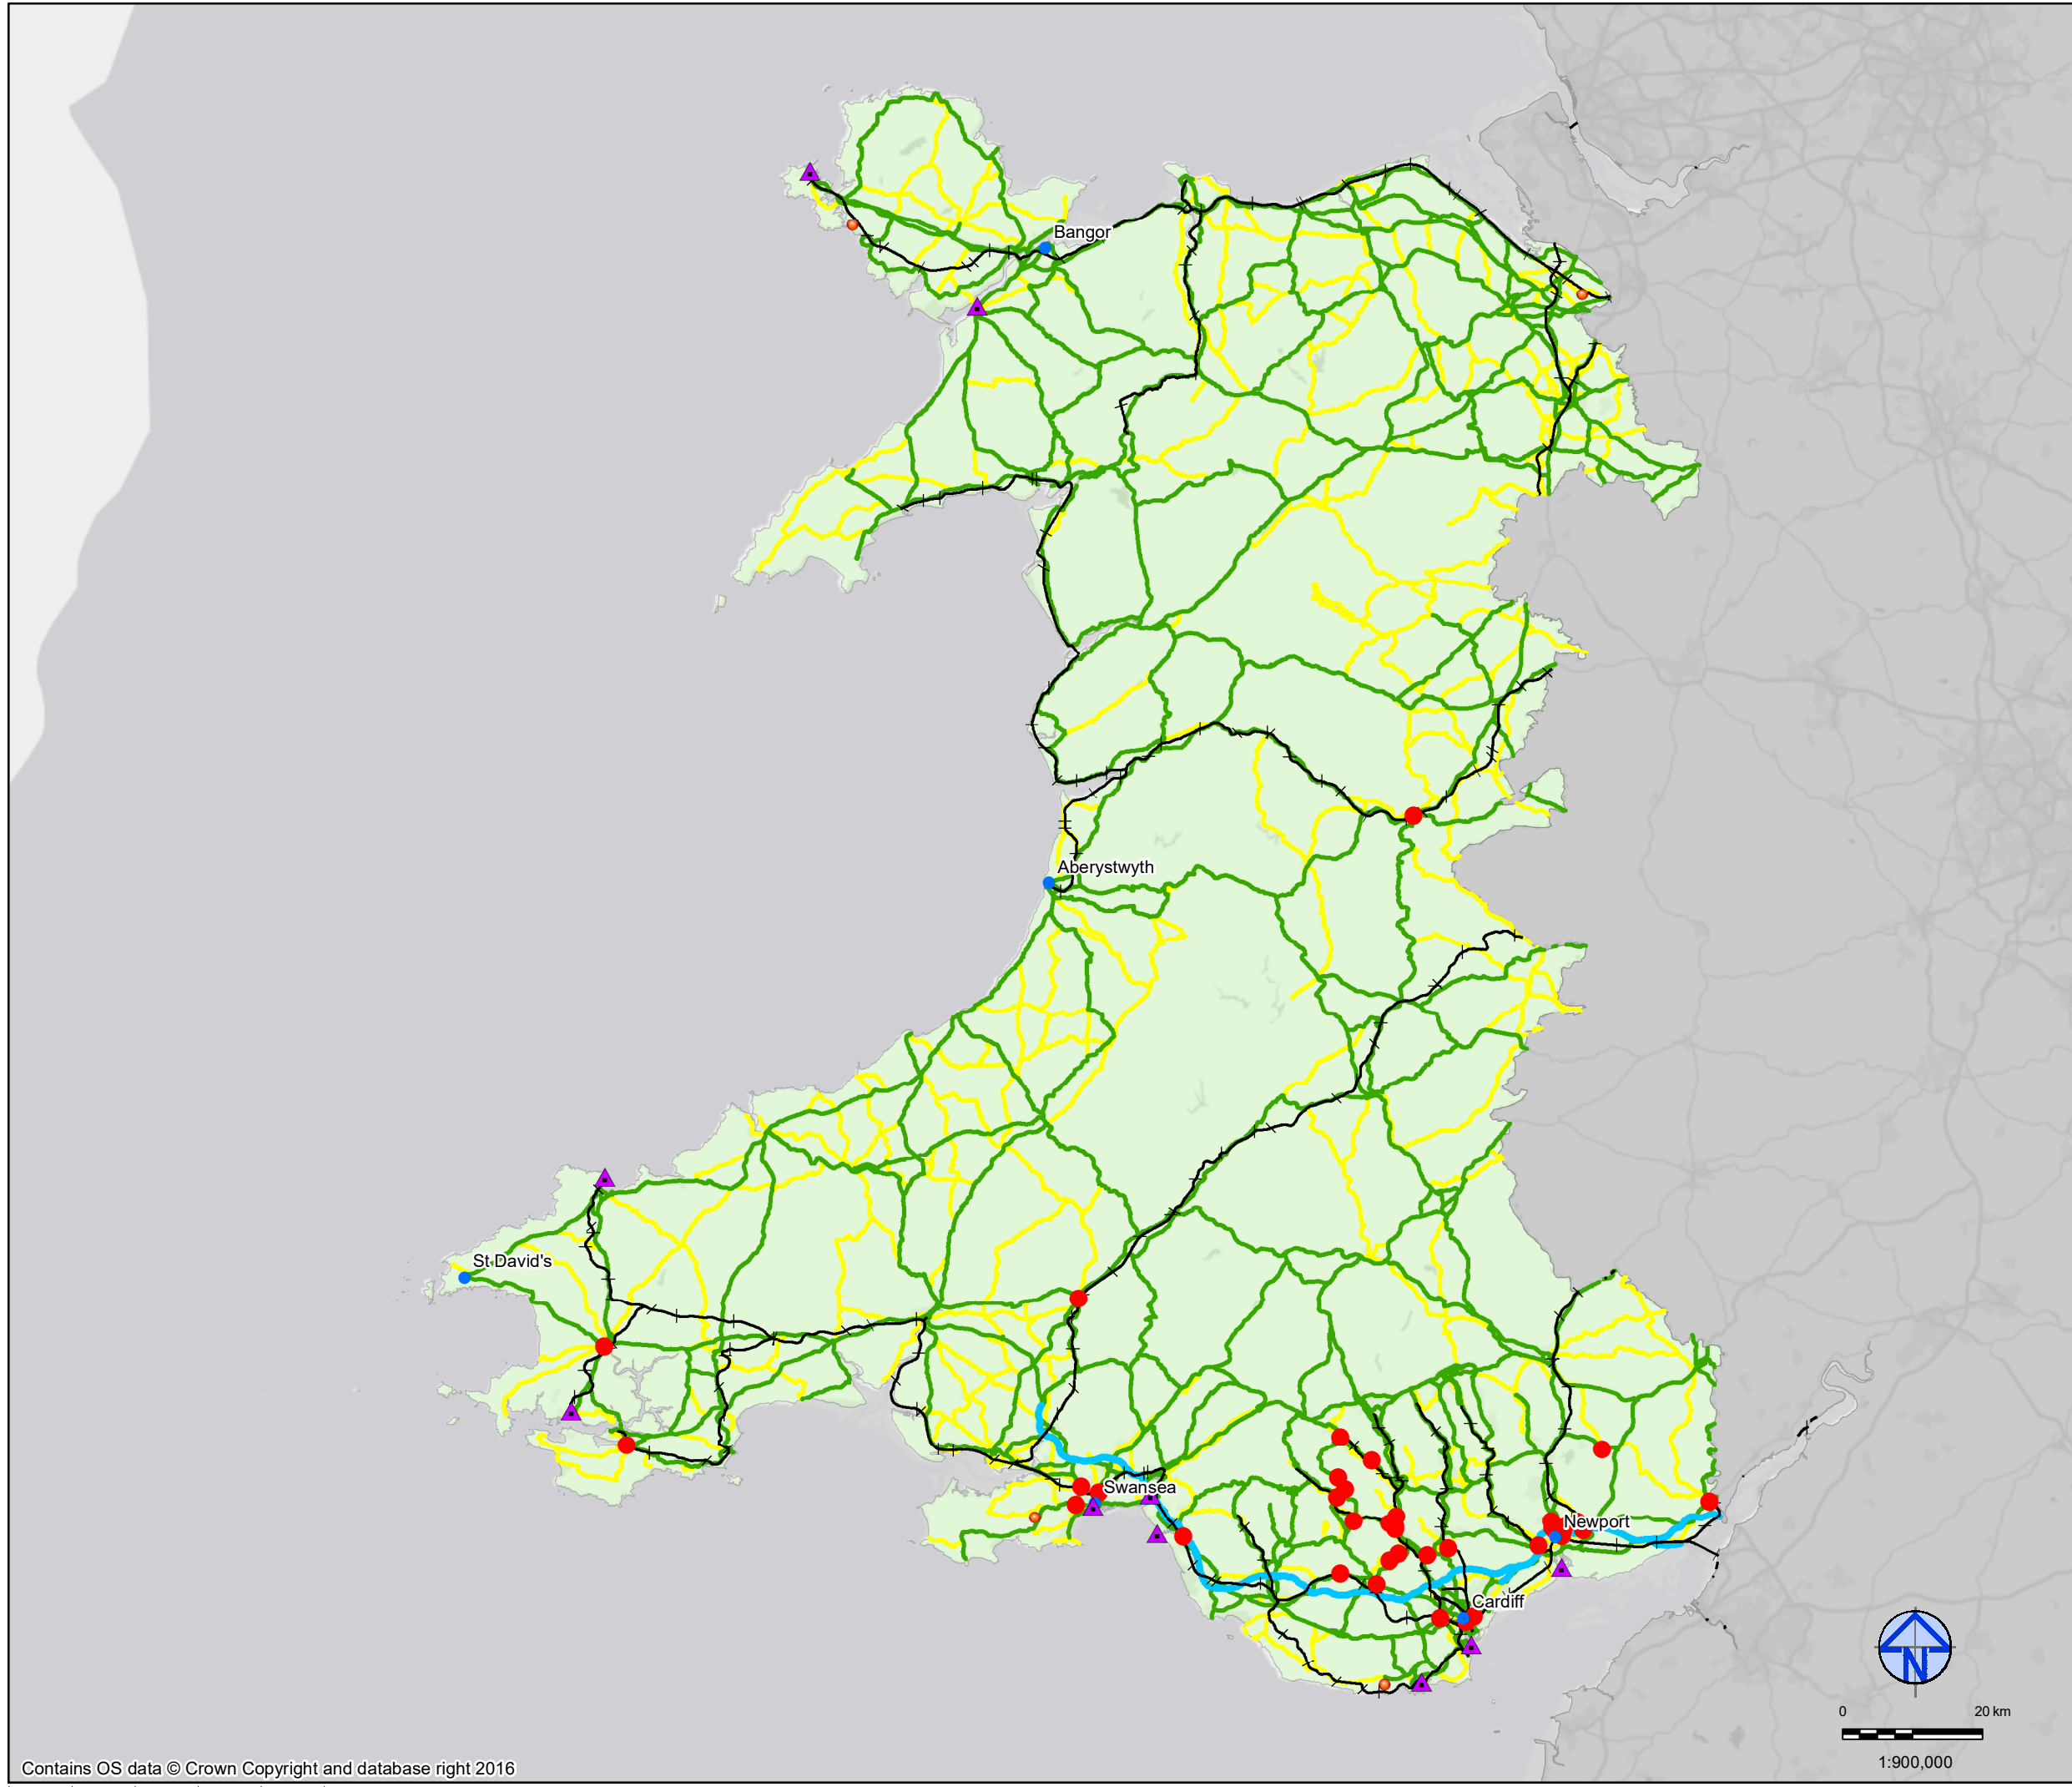 Bangor
Aberystwyth
St David's
Swansea
Newport
Cardiff
N
0 20 km
1:900,000
Contains OS data © Crown Copyright and database right 2016